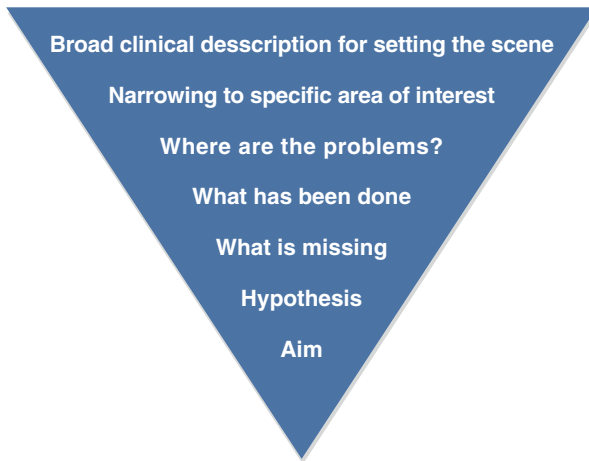 Broad clinical desscription for setting the scene
Narrowing to specific area of interest
Where are the problems?
What has been done
What is missing
Hypothesis
Aim